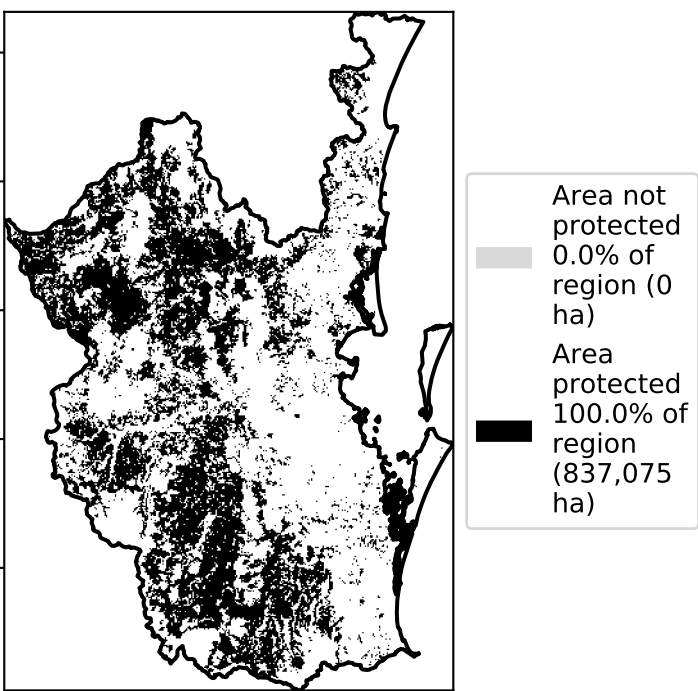 Area not
protected
0.0% of
region (0
ha)
Area
protected
100.0% of
region
(837,075
ha)